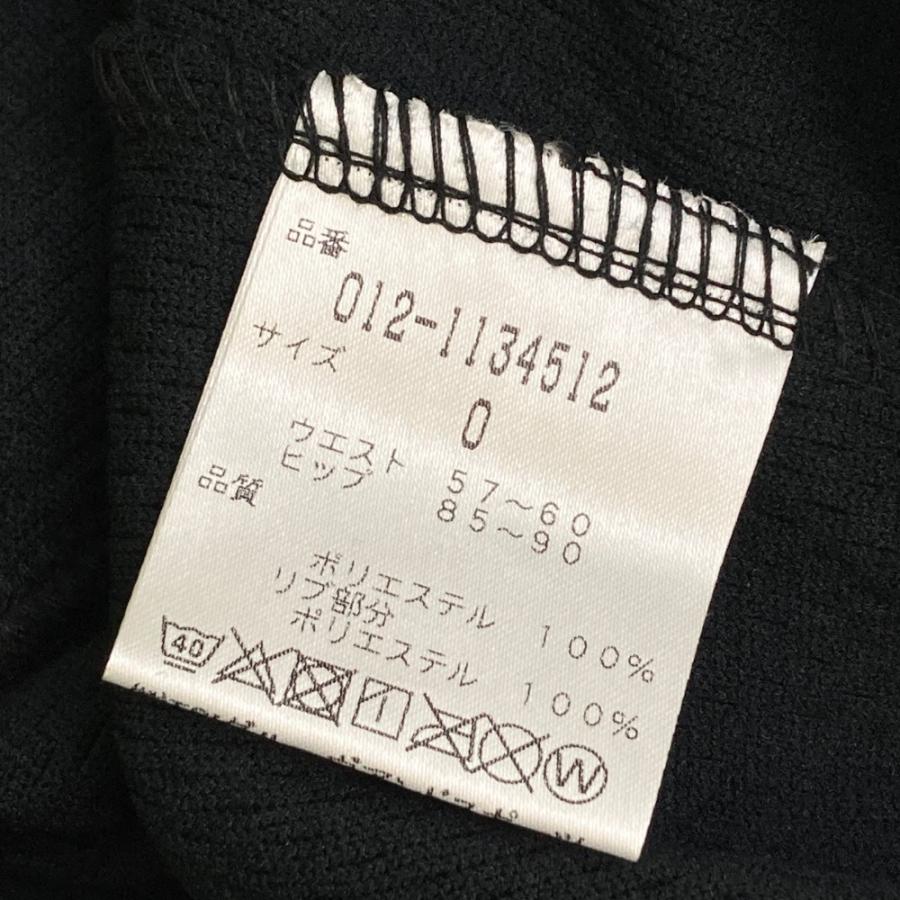 品番
012-1134512
サイズ
0
ウエスト 57〜60
ヒップ 85〜90
品質
ポリエステル 100%
リブ部分
ポリエステル 100%
40
W